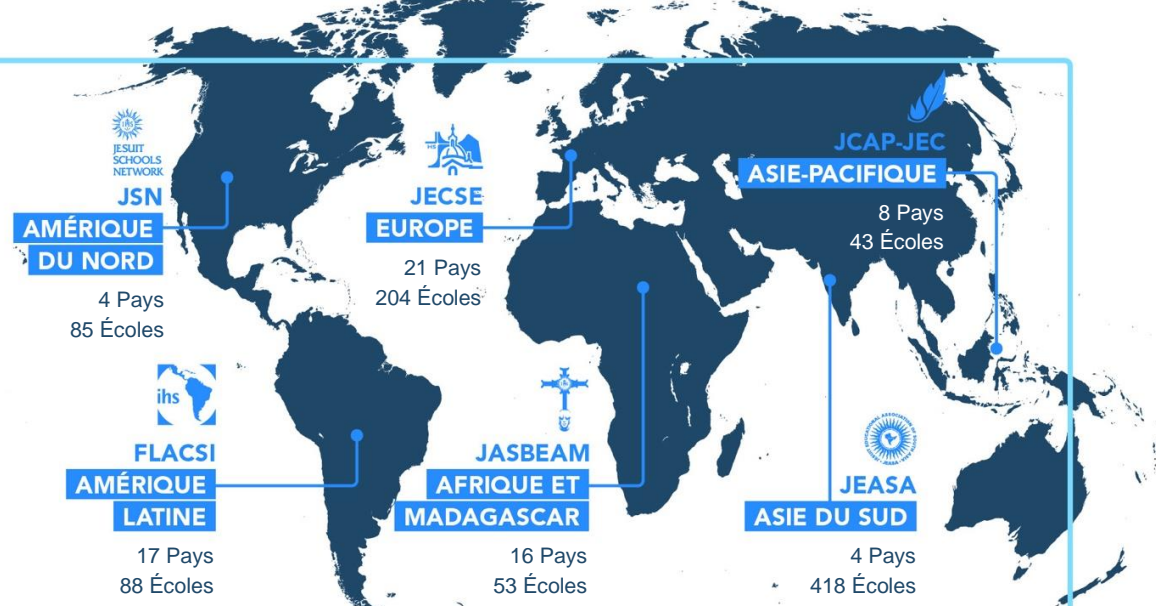 JESUIT
SCHOOLS
NETWORK
JSN
AMÉRIQUE
DU NORD
4 Pays
85 Écoles
JECSE
EUROPE
21 Pays
204 Écoles
JCAP-JEC
ASIE-PACIFIQUE
8 Pays
43 Écoles
ihs
FLACSI
AMÉRIQUE
LATINE
17 Pays
88 Écoles
JASBEAM
AFRIQUE ET
MADAGASCAR
16 Pays
53 Écoles
JEASA
ASIE DU SUD
4 Pays
418 Écoles